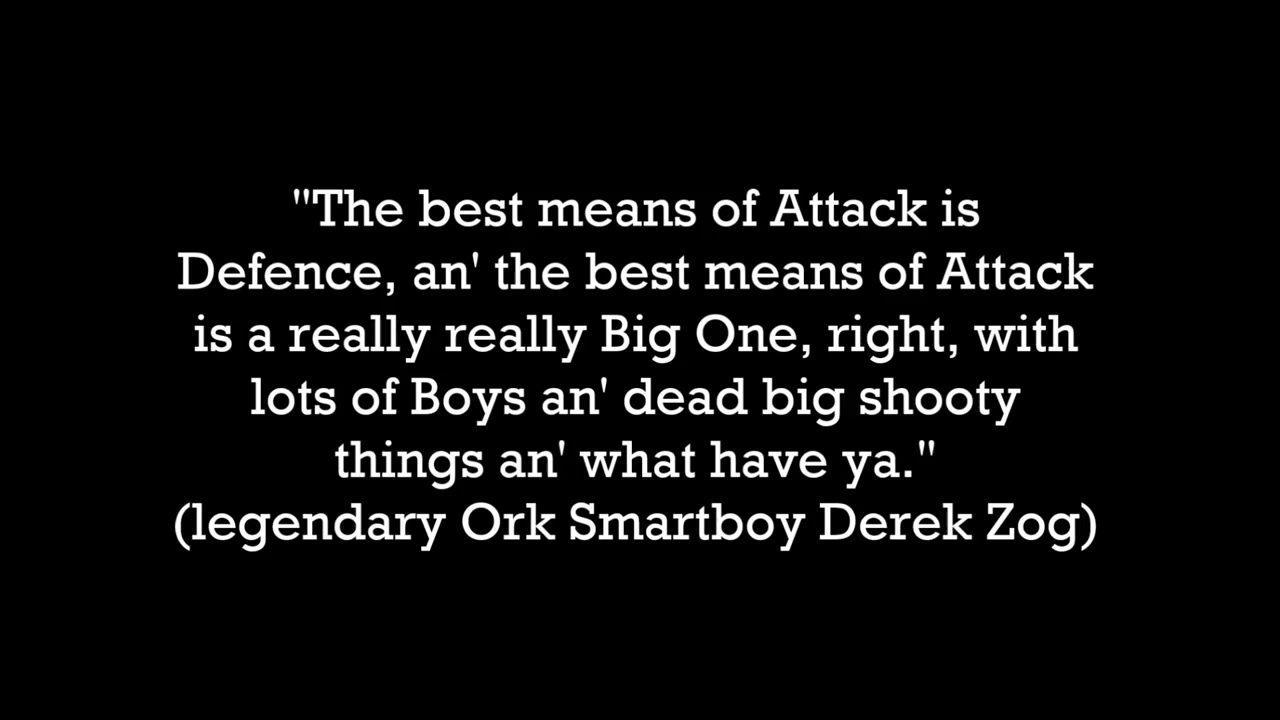 "The best means of Attack is
Defence, an' the best means of Attack
is a really really Big One, right, with
lots of Boys an' dead big shooty
things an' what have ya."
(legendary Ork Smartboy Derek Zog)